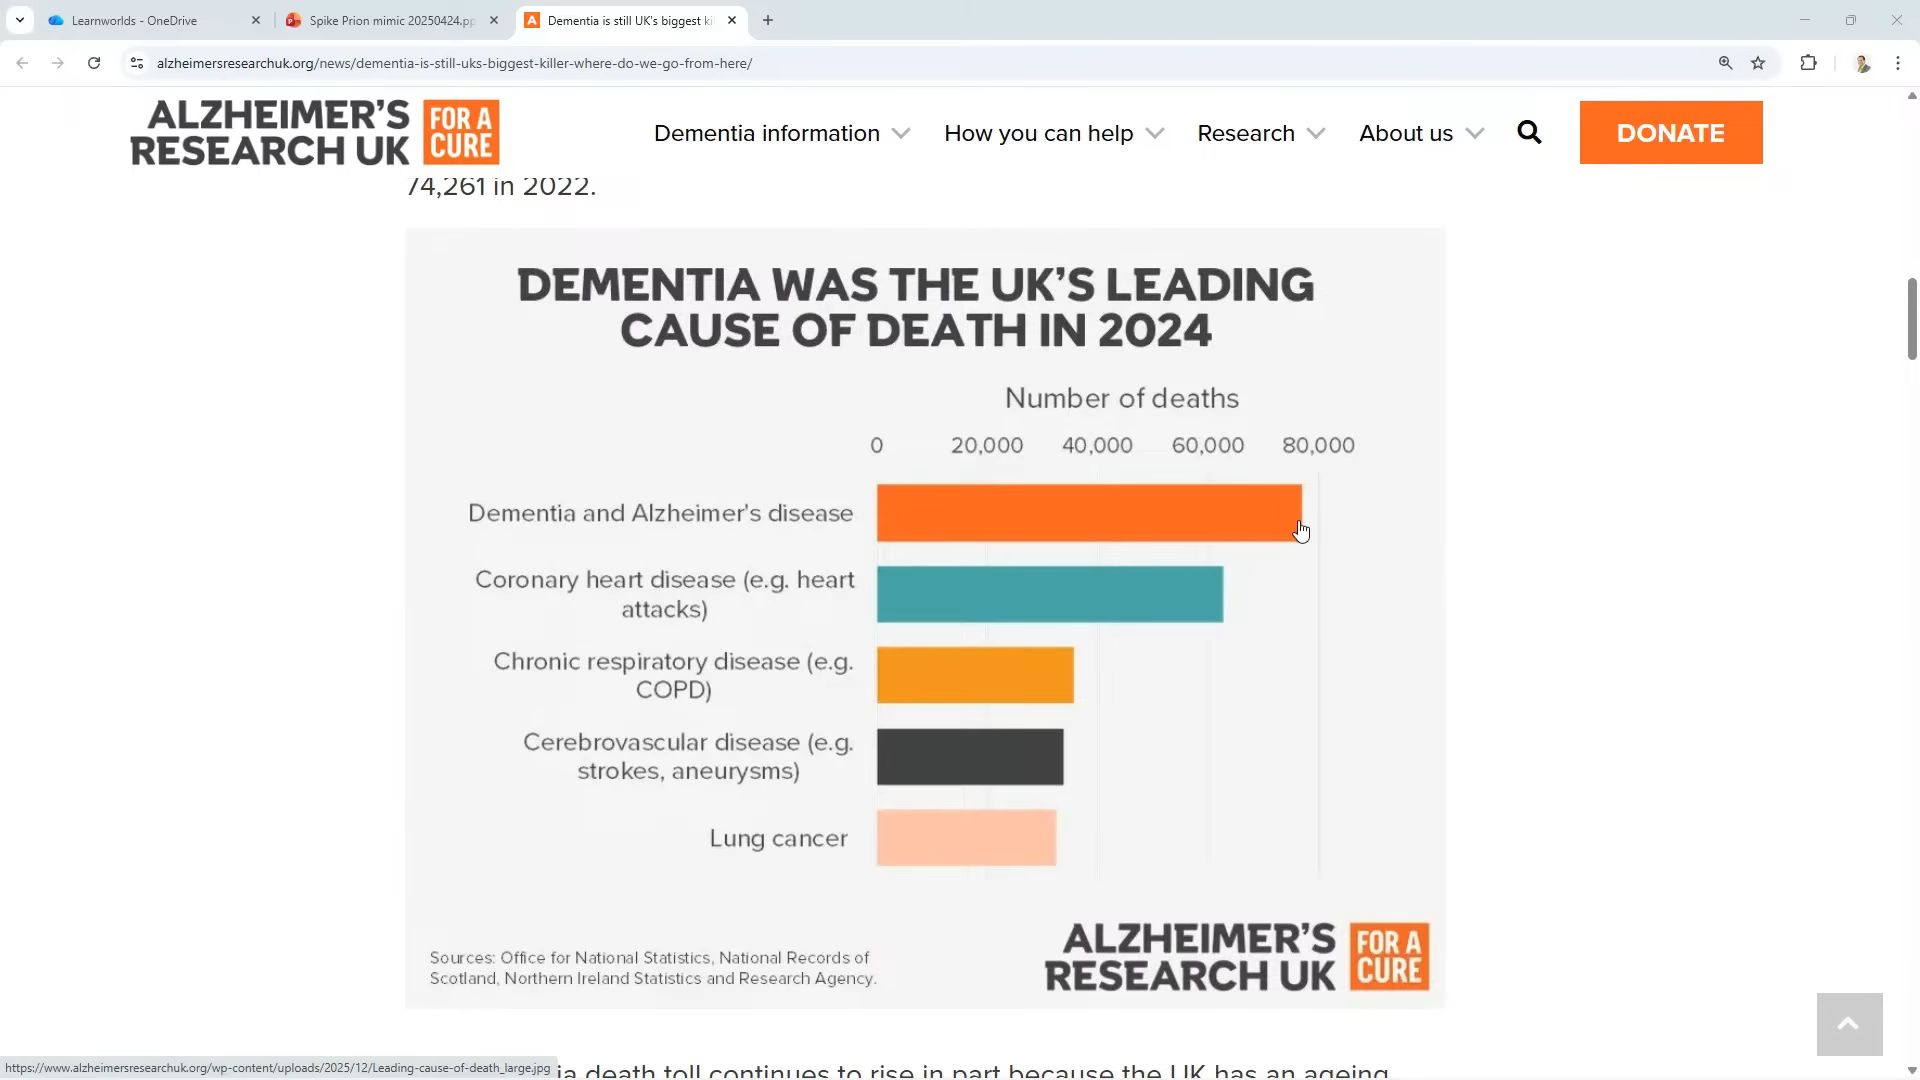 Learnworlds - OneDrive
Spike Prion mimic 20250424.pp
Dementia is still UK's biggest ki
alzheimersresearchuk.org/news/dementia-is-still-uks-biggest-killer-where-do-we-go-from-here/
ALZHEIMER'S
RESEARCH UK
FOR A
CURE
Dementia information
How you can help
Research
About us
DONATE
74,261 in 2022.
DEMENTIA WAS THE UK'S LEADING
CAUSE OF DEATH IN 2024
Number of deaths
0 20,000 40,000 60,000 80,000
Dementia and Alzheimer's disease
Coronary heart disease (e.g. heart
attacks)
Chronic respiratory disease (e.g.
COPD)
Cerebrovascular disease (e.g.
strokes, aneurysms)
Lung cancer
Sources: Office for National Statistics, National Records of
Scotland, Northern Ireland Statistics and Research Agency.
ALZHEIMER'S
RESEARCH UK
FOR A
CURE
https://www.alzheimersresearchuk.org/wp-content/uploads/2025/12/Leading-cause-of-death_large.jpg
ia death toll continues to rise in part because the UK has an ageing